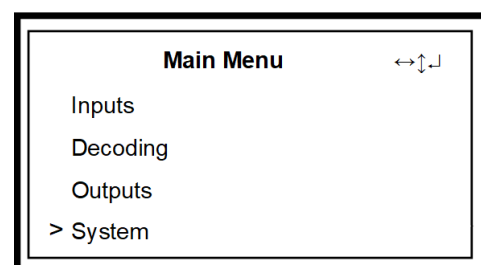 Main Menu ↔↕↵
Inputs
Decoding
Outputs
> System